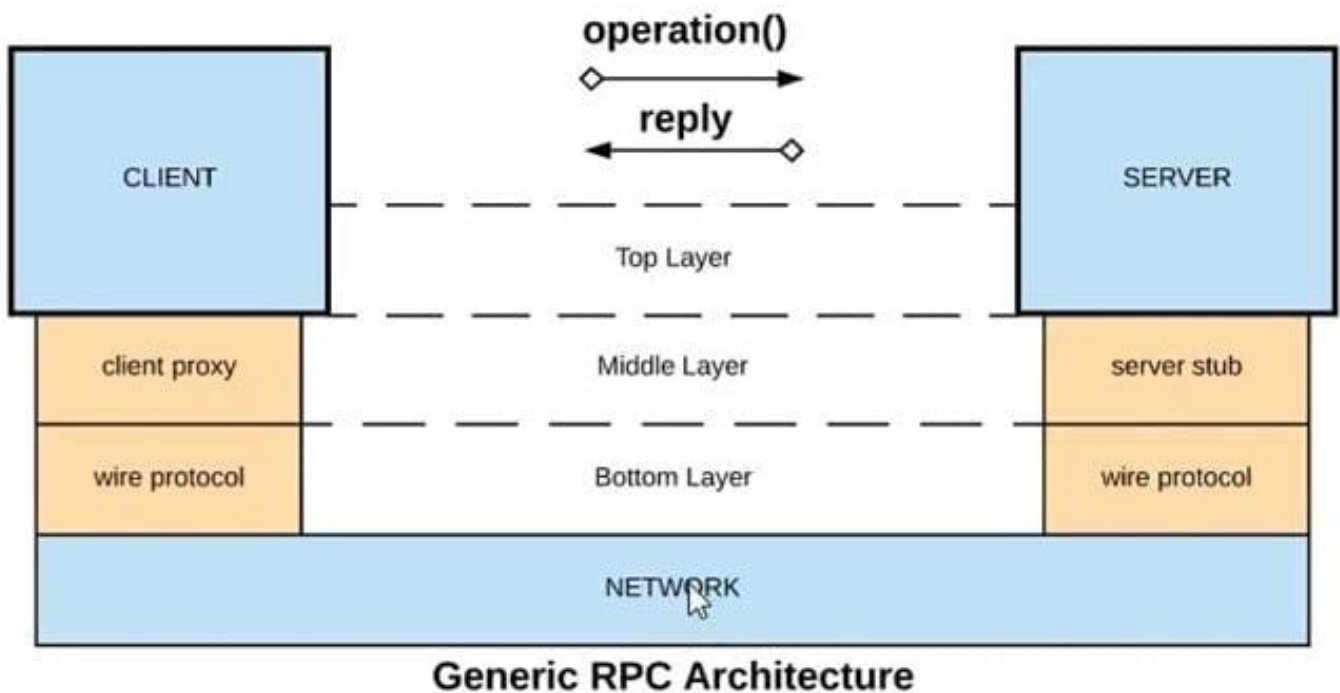 operation()
reply
CLIENT
SERVER
Top Layer
client proxy
Middle Layer
server stub
wire protocol
Bottom Layer
wire protocol
NETWORK
Generic RPC Architecture